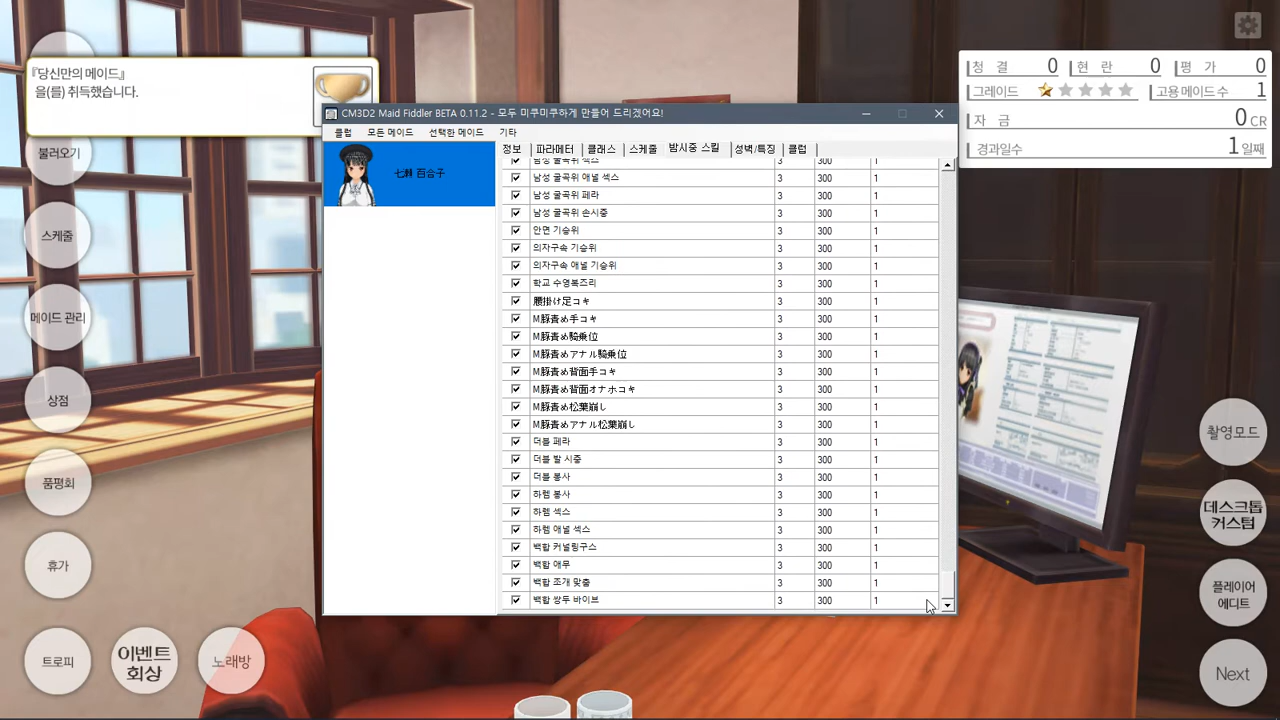 『당신만의 메이드』
을(를) 취득했습니다.
불러오기
스케줄
메이드 관리
상점
품평회
휴가
트로피
이벤트
회상
노래방
CM3D2 Maid Fiddler BETA 0.11.2 - 모두 미쿠미쿠하게 만들어 드리겠어요!
클럽 모든 메이드 선택한 메이드 기타
百合子
정보 파라메터 클래스 스케줄 밤시중 스킬 성벽/특징 클럽
남성 굴곡위 섹스 3 300 1
남성 굴곡위 애널 섹스 3 300 1
남성 굴곡위 페라 3 300 1
남성 굴곡위 손시중 3 300 1
안면 기승위 3 300 1
의자구속 기승위 3 300 1
의자구속 애널 기승위 3 300 1
학교 수영복즈리 3 300 1
腰掛け足コキ 3 300 1
M豚責め手コキ 3 300 1
M豚責め騎乗位 3 300 1
M豚責めアナル騎乗位 3 300 1
M豚責め背面手コキ 3 300 1
M豚責め背面オナホコキ 3 300 1
M豚責め松葉崩し 3 300 1
M豚責めアナル松葉崩し 3 300 1
더블 페라 3 300 1
더블 발 시중 3 300 1
더블 봉사 3 300 1
하렘 봉사 3 300 1
하렘 섹스 3 300 1
하렘 애널 섹스 3 300 1
백합 커널링구스 3 300 1
백합 애무 3 300 1
백합 조개 맞춤 3 300 1
백합 쌍두 바이브 3 300 1
청 결 0 현 란 0 평 가 0
그레이드 고용 메이드 수 1
자 금 0 CR
경과일수 1 일째
촬영모드
데스크톱
커스텀
플레이어
에디트
Next